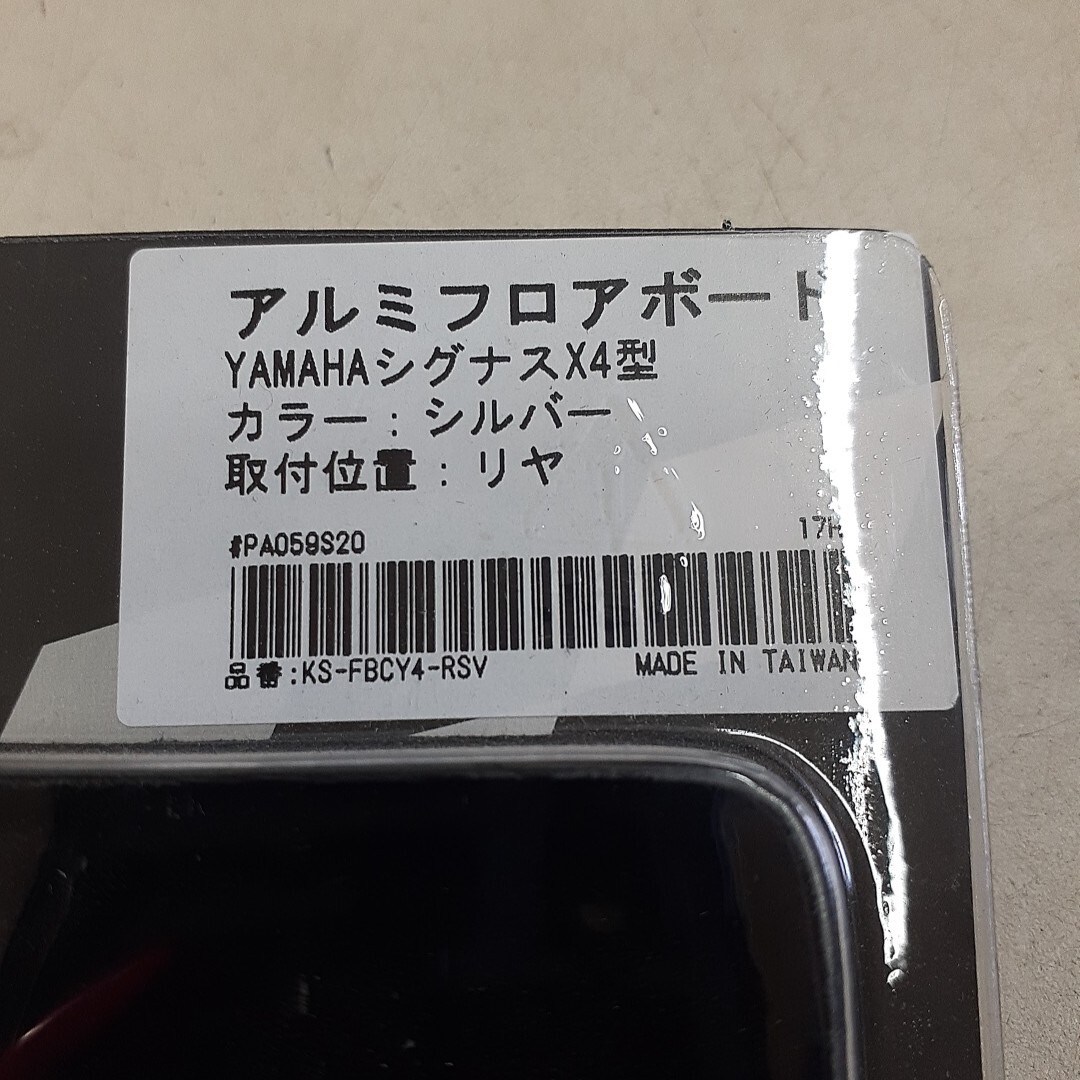 アルミフロアボード
YAMAHAシグナスX4型
カラー：シルバー
取付位置：リヤ
#PA059S20
品番:KS-FBCY4-RSV MADE IN TAIWAN